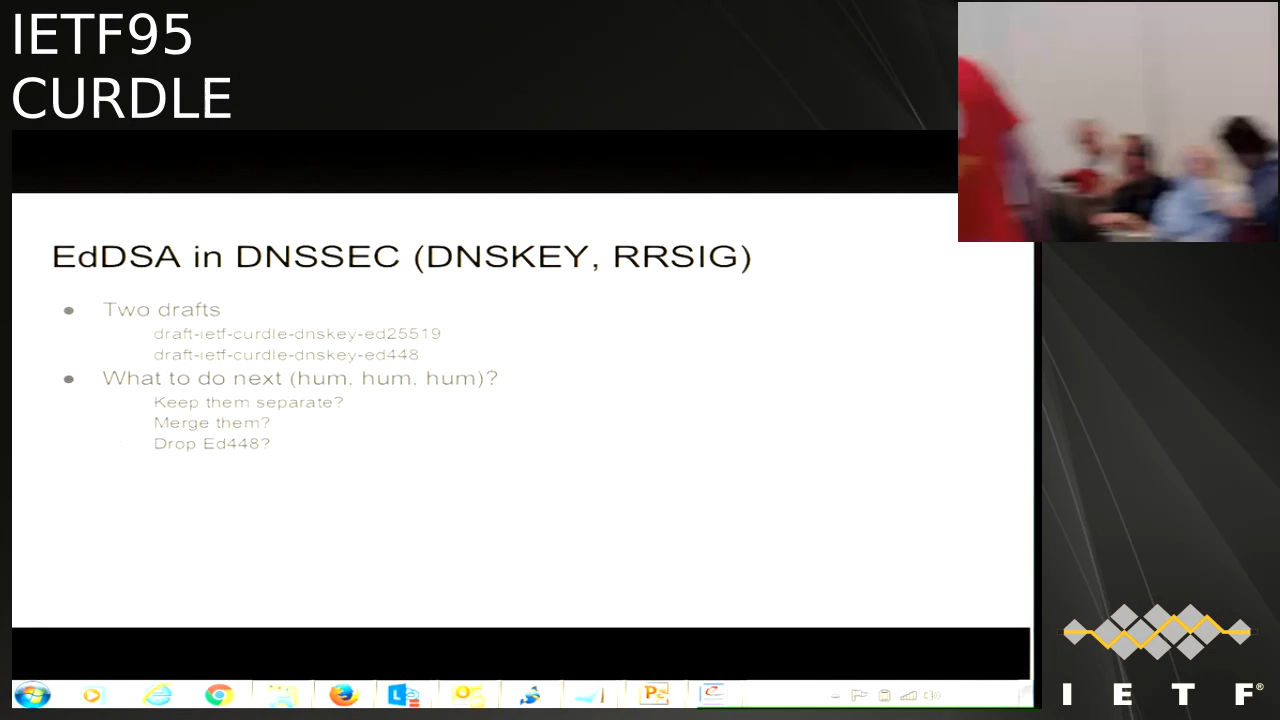 IETF95
CURDLE
EdDSA in DNSSEC (DNSKEY, RRSIG)
Two drafts
draft-ietf-curdle-dnskey-ed25519
draft-ietf-curdle-dnskey-ed448
What to do next (hum. hum. hum)?
Keep them separate?
Merge them?
Drop Ed448?
I E T F®